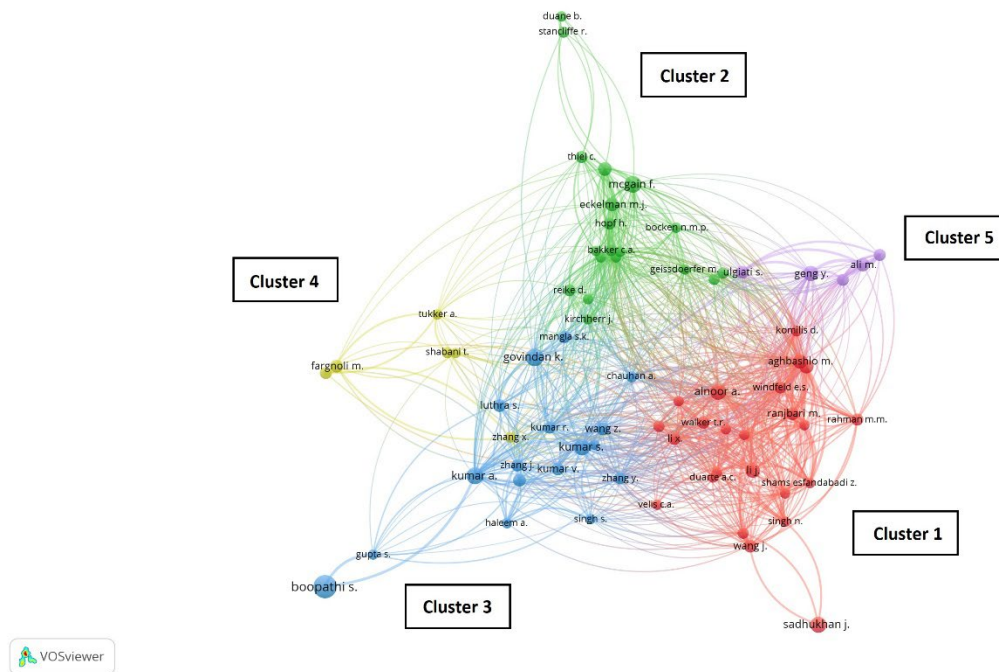 duane b.
stancliffe r.
Cluster 2
thiel c.
mcgain f.
eckelman m.j.
hopf h.
bocken n.m.p.
Cluster 5
bakker c.a.
ali m.
geissdoerfer m.
ulgiati s.
geng y.
Cluster 4
reike d.
tukker a.
kirchherr j.
komilis d.
mangla s.k.
shabani t.
govindan k.
aghbashlo m.
fargnoli m.
chauhan a.
windfeld e.s.
alnoor a.
luthra s.
ranjbari m.
rahman m.m.
walker t.r.
kumar r.
wang z.
zhang x.
li x.
kumar s.
zhang j.
kumar v.
li j.
kumar a.
duarte a.c.
zhang y.
shams esfandabadi z.
velis c.a.
singh s.
haleem a.
singh n.
Cluster 1
wang j.
gupta s.
boopathi s.
Cluster 3
sadhukhan j.
VOSviewer